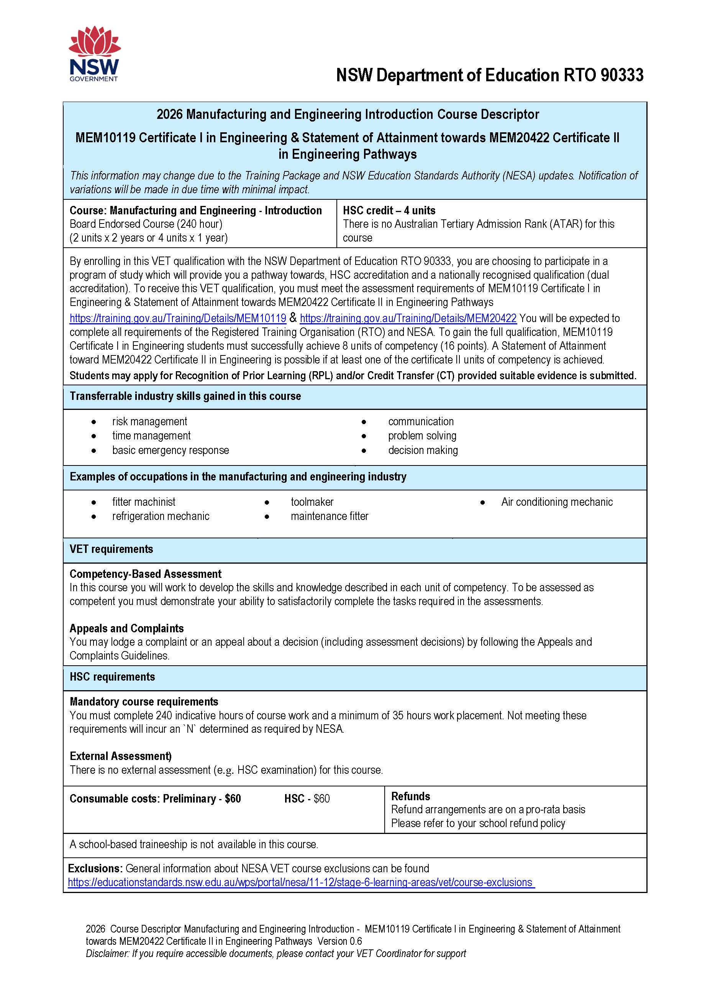 NSW
GOVERNMENT
NSW Department of Education RTO 90333
2026 Manufacturing and Engineering Introduction Course Descriptor
MEM10119 Certificate I in Engineering & Statement of Attainment towards MEM20422 Certificate II
in Engineering Pathways
This information may change due to the Training Package and NSW Education Standards Authority (NESA) updates. Notification of
variations will be made in due time with minimal impact.
Course: Manufacturing and Engineering - Introduction
Board Endorsed Course (240 hour)
(2 units x 2 years or 4 units x 1 year)
HSC credit – 4 units
There is no Australian Tertiary Admission Rank (ATAR) for this
course
By enrolling in this VET qualification with the NSW Department of Education RTO 90333, you are choosing to participate in a
program of study which will provide you a pathway towards, HSC accreditation and a nationally recognised qualification (dual
accreditation). To receive this VET qualification, you must meet the assessment requirements of MEM10119 Certificate I in
Engineering & Statement of Attainment towards MEM20422 Certificate II in Engineering Pathways
https://training.gov.au/Training/Details/MEM10119 & https://training.gov.au/Training/Details/MEM20422 You will be expected to
complete all requirements of the Registered Training Organisation (RTO) and NESA. To gain the full qualification, MEM10119
Certificate I in Engineering students must successfully achieve 8 units of competency (16 points). A Statement of Attainment
toward MEM20422 Certificate II in Engineering is possible if at least one of the certificate II units of competency is achieved.
Students may apply for Recognition of Prior Learning (RPL) and/or Credit Transfer (CT) provided suitable evidence is submitted.
Transferrable industry skills gained in this course
• risk management
• time management
• basic emergency response
• communication
• problem solving
• decision making
Examples of occupations in the manufacturing and engineering industry
• fitter machinist
• refrigeration mechanic
• toolmaker
• maintenance fitter
• Air conditioning mechanic
VET requirements
Competency-Based Assessment
In this course you will work to develop the skills and knowledge described in each unit of competency. To be assessed as
competent you must demonstrate your ability to satisfactorily complete the tasks required in the assessments.
Appeals and Complaints
You may lodge a complaint or an appeal about a decision (including assessment decisions) by following the Appeals and
Complaints Guidelines.
HSC requirements
Mandatory course requirements
You must complete 240 indicative hours of course work and a minimum of 35 hours work placement. Not meeting these
requirements will incur an `N` determined as required by NESA.
External Assessment)
There is no external assessment (e.g. HSC examination) for this course.
Consumable costs: Preliminary - $60 HSC - $60
Refunds
Refund arrangements are on a pro-rata basis
Please refer to your school refund policy
A school-based traineeship is not available in this course.
Exclusions: General information about NESA VET course exclusions can be found
https://educationstandards.nsw.edu.au/wps/portal/nesa/11-12/stage-6-learning-areas/vet/course-exclusions
2026 Course Descriptor Manufacturing and Engineering Introduction - MEM10119 Certificate I in Engineering & Statement of Attainment
towards MEM20422 Certificate II in Engineering Pathways Version 0.6
Disclaimer: If you require accessible documents, please contact your VET Coordinator for support